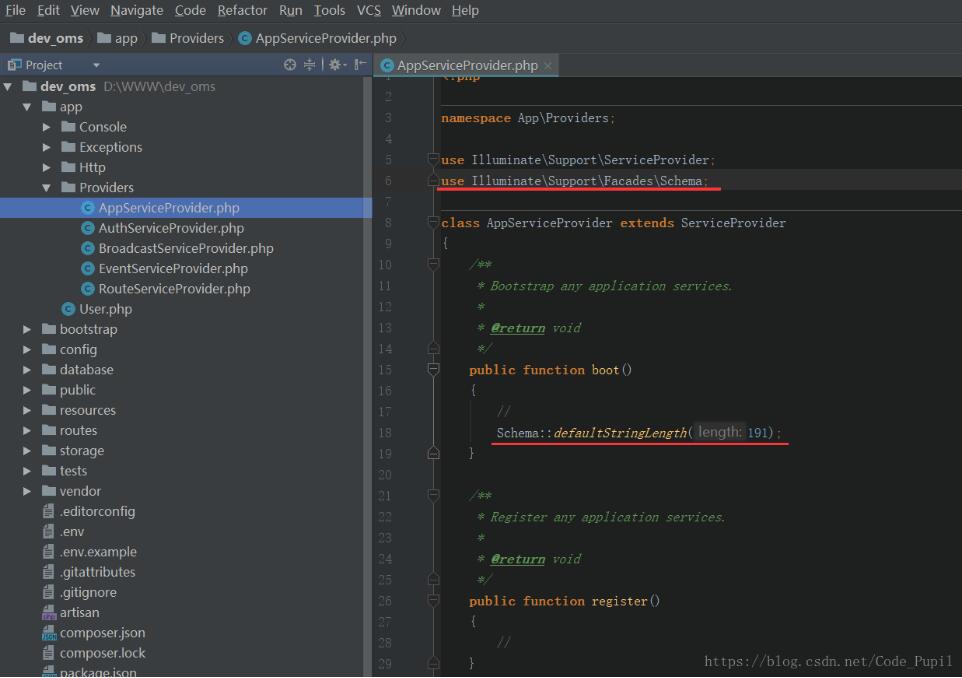 File Edit View Navigate Code Refactor Run Tools VCS Window Help
dev_oms app Providers AppServiceProvider.php
Project
AppServiceProvider.php
dev_oms D:\WWW\dev_oms
app
Console
Exceptions
Http
Providers
AppServiceProvider.php
AuthServiceProvider.php
BroadcastServiceProvider.php
EventServiceProvider.php
RouteServiceProvider.php
User.php
bootstrap
config
database
public
resources
routes
storage
tests
vendor
.editorconfig
.env
.env.example
.gitattributes
.gitignore
artisan
composer.json
composer.lock
package.json
1 <?php
2
3 namespace App\Providers;
4
5 use Illuminate\Support\ServiceProvider;
6 use Illuminate\Support\Facades\Schema;
7
8 class AppServiceProvider extends ServiceProvider
9 {
10 /**
11 * Bootstrap any application services.
12 *
13 * @return void
14 */
15 public function boot()
16 {
17 //
18 Schema::defaultStringLength( length: 191);
19 }
20
21 /**
22 * Register any application services.
23 *
24 * @return void
25 */
26 public function register()
27 {
28 //
29 }
https://blog.csdn.net/Code_Pupil